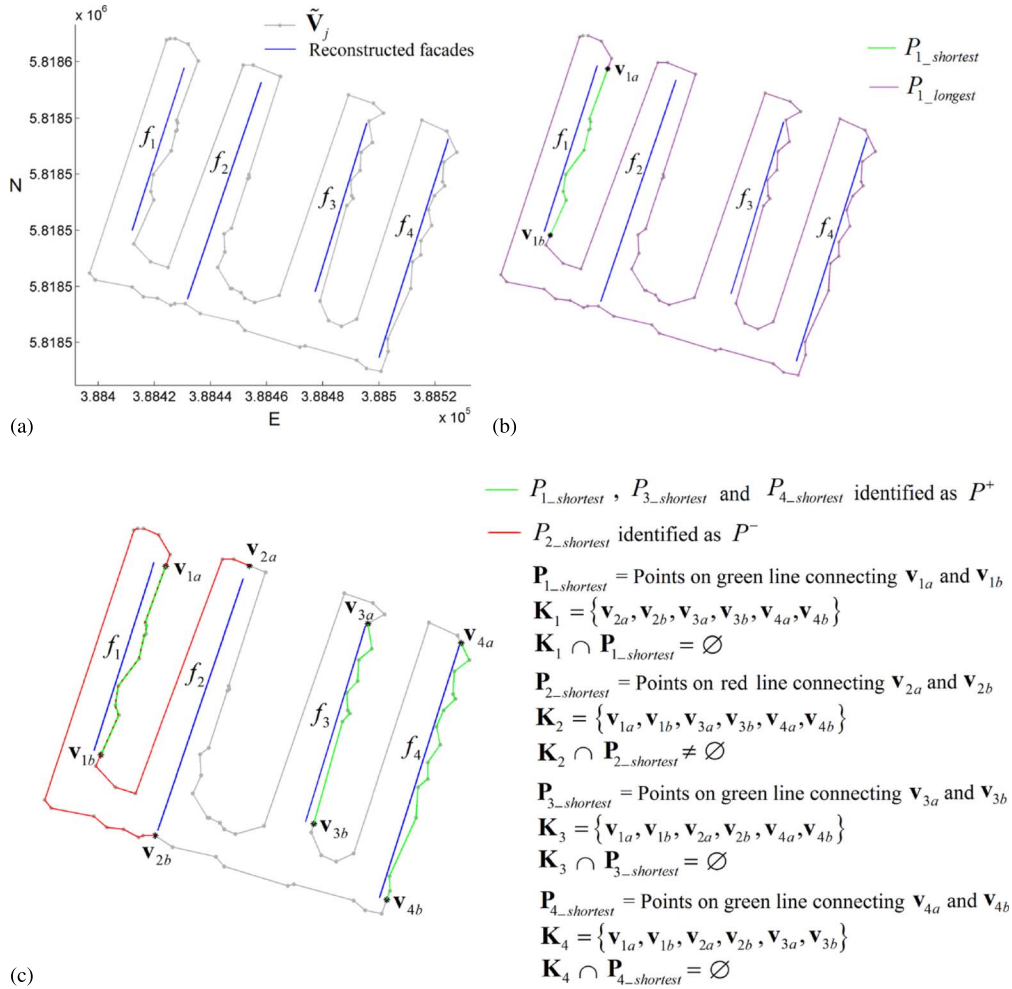 x 10⁶
Ṽⱼ
Reconstructed facades
5.8186
5.8185
5.8185
5.8185
5.8185
5.8185
N
f₁
f₂
f₃
f₄
3.884 3.8842 3.8844 3.8846 3.8848 3.885 3.8852
E
x 10⁵
(a)
P₁_shortest
P₁_longest
v₁ₐ
f₁
f₂
f₃
f₄
v₁b
(b)
v₁ₐ
v₂ₐ
v₃ₐ
v₄ₐ
f₁
f₂
f₃
f₄
v₁b
v₃b
v₂b
v₄b
(c)
P₁_shortest , P₃_shortest and P₄_shortest identified as P⁺
P₂_shortest identified as P⁻
P₁_shortest = Points on green line connecting v₁ₐ and v₁b
K₁ = {v₂ₐ, v₂b, v₃ₐ, v₃b, v₄ₐ, v₄b}
K₁ ∩ P₁_shortest = ∅
P₂_shortest = Points on red line connecting v₂ₐ and v₂b
K₂ = {v₁ₐ, v₁b, v₃ₐ, v₃b, v₄ₐ, v₄b}
K₂ ∩ P₂_shortest ≠ ∅
P₃_shortest = Points on green line connecting v₃ₐ and v₃b
K₃ = {v₁ₐ, v₁b, v₂ₐ, v₂b, v₄ₐ, v₄b}
K₃ ∩ P₃_shortest = ∅
P₄_shortest = Points on green line connecting v₄ₐ and v₄b
K₄ = {v₁ₐ, v₁b, v₂ₐ, v₂b, v₃ₐ, v₃b}
K₄ ∩ P₄_shortest = ∅